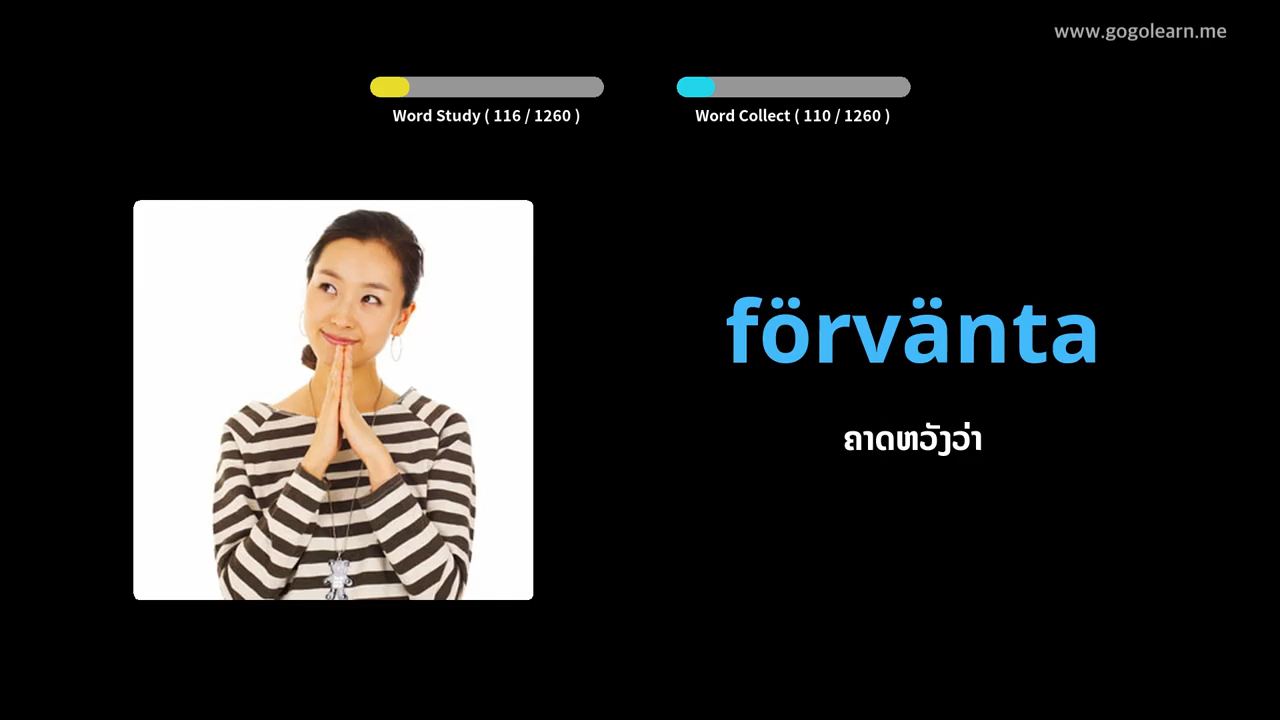 www.gogolearn.me
Word Study ( 116 / 1260 )
Word Collect ( 110 / 1260 )
förvänta
ຄາດຫວັງວ່າ